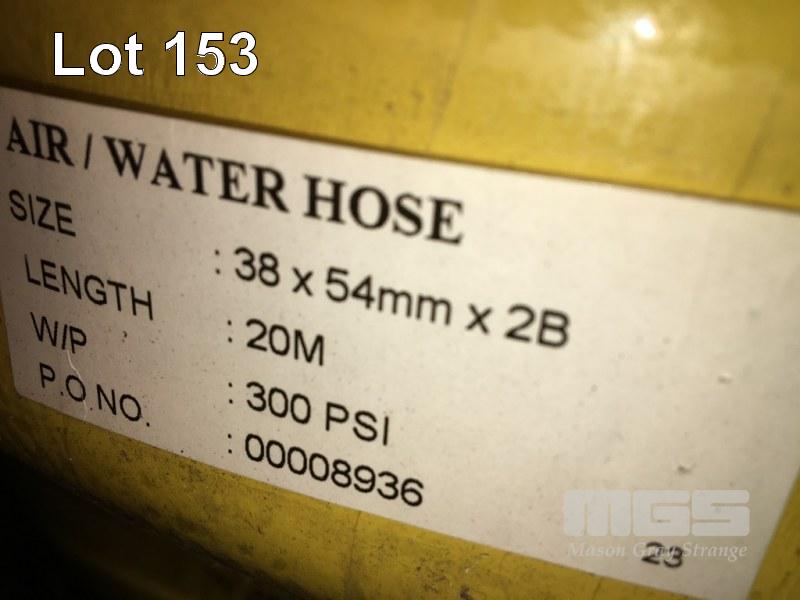 Lot 153
AIR / WATER HOSE
SIZE : 38 x 54mm x 2B
LENGTH : 20M
W/P : 300 PSI
P.O NO. : 00008936
MGS
Mason Gray Strange
23